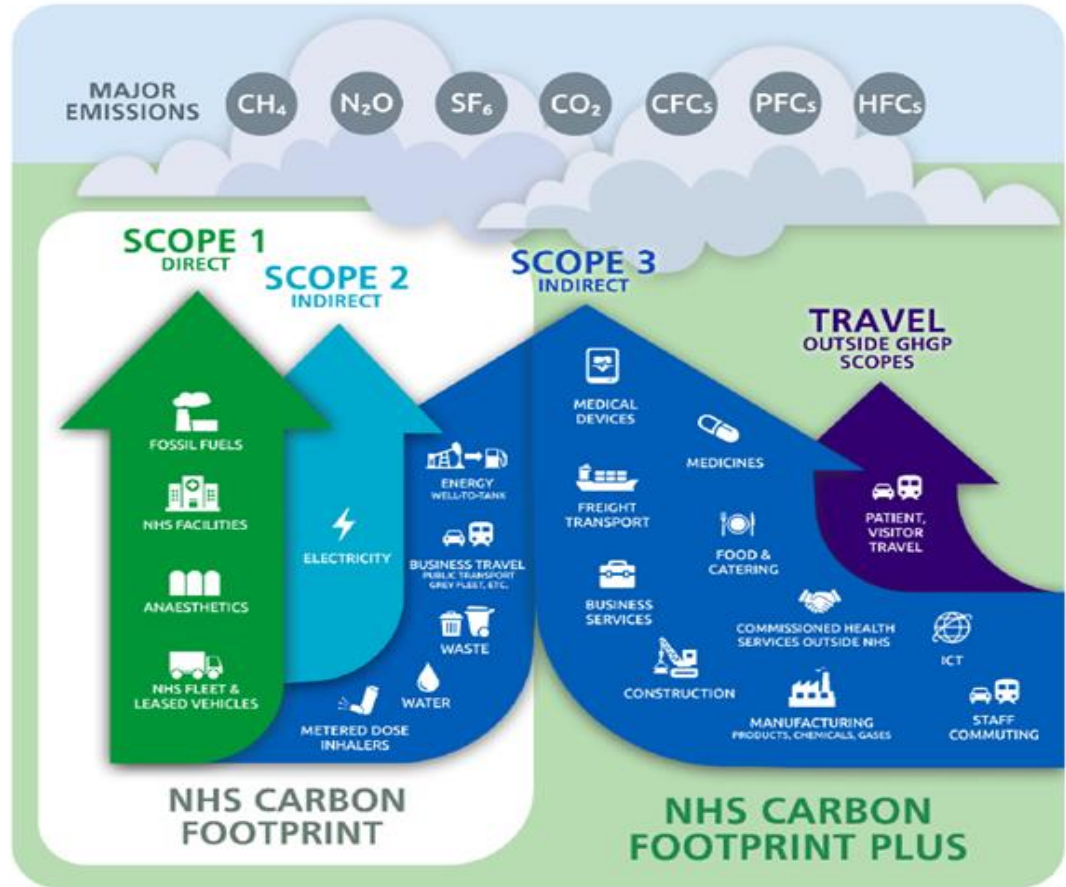 MAJOR
EMISSIONS
CH₄
N₂O
SF₆
CO₂
CFCs
PFCs
HFCs
SCOPE 1
DIRECT
FOSSIL FUELS
NHS FACILITIES
ANAESTHETICS
NHS FLEET &
LEASED VEHICLES
SCOPE 2
INDIRECT
ELECTRICITY
SCOPE 3
INDIRECT
ENERGY
WELL-TO-TANK
BUSINESS TRAVEL
PUBLIC TRANSPORT
GREY FLEET, ETC.
WASTE
WATER
METERED DOSE
INHALERS
MEDICAL
DEVICES
MEDICINES
FREIGHT
TRANSPORT
FOOD &
CATERING
BUSINESS
SERVICES
COMMISSIONED HEALTH
SERVICES OUTSIDE NHS
ICT
CONSTRUCTION
MANUFACTURING
PRODUCTS, CHEMICALS, GASES
STAFF
COMMUTING
TRAVEL
OUTSIDE GHGP
SCOPES
PATIENT,
VISITOR
TRAVEL
NHS CARBON
FOOTPRINT
NHS CARBON
FOOTPRINT PLUS